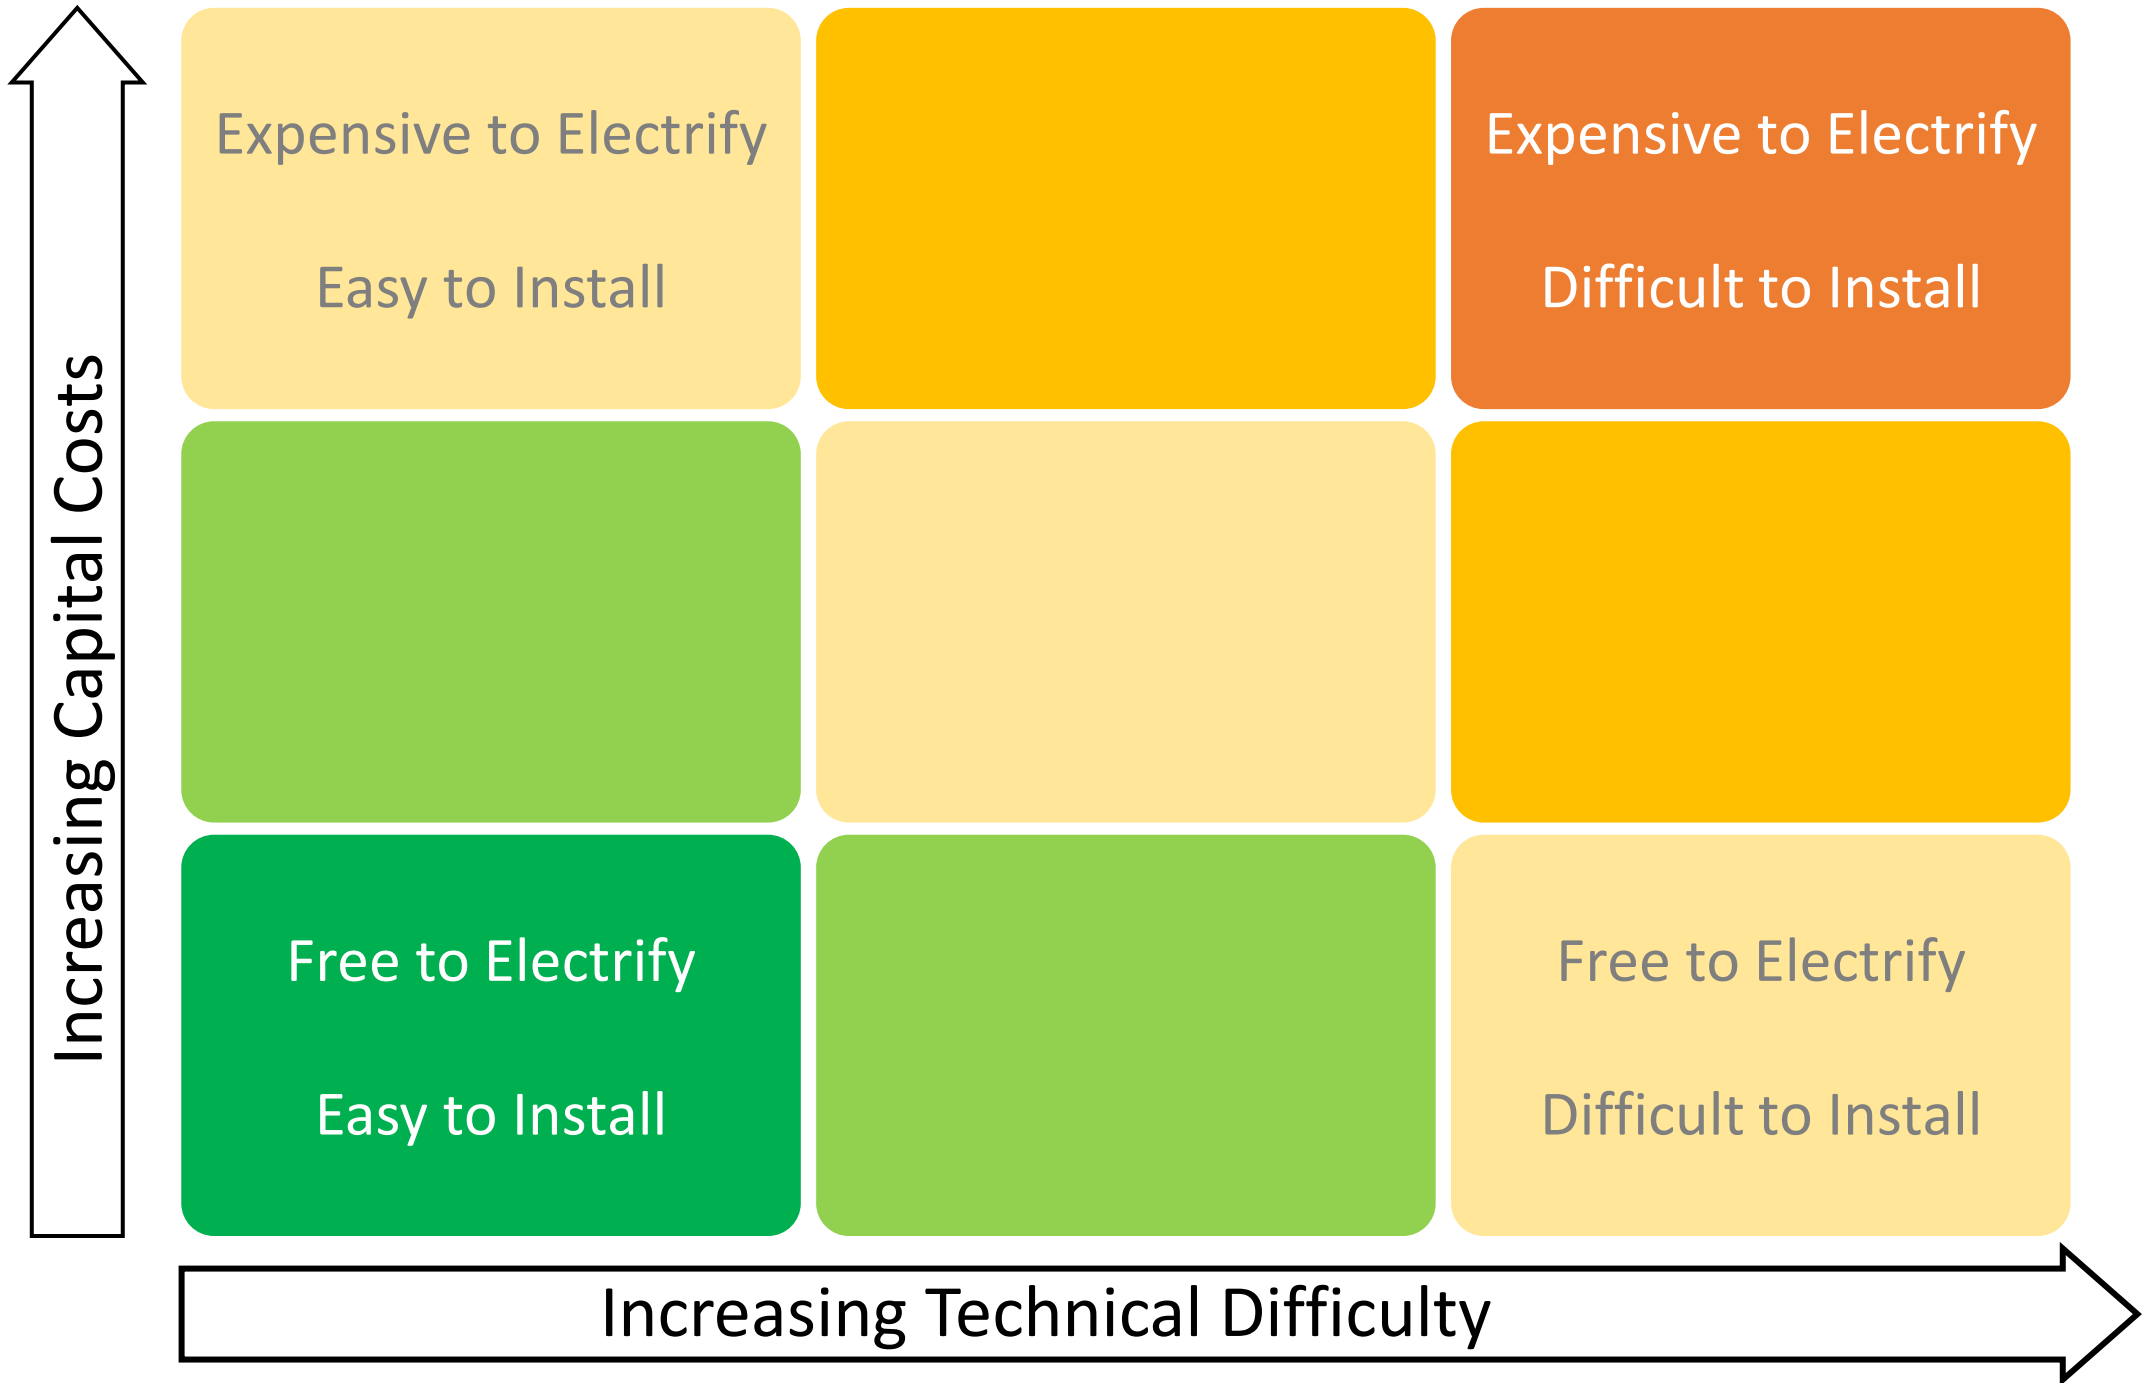 Expensive to Electrify
Easy to Install
Expensive to Electrify
Difficult to Install
Increasing Capital Costs
Free to Electrify
Easy to Install
Free to Electrify
Difficult to Install
Increasing Technical Difficulty